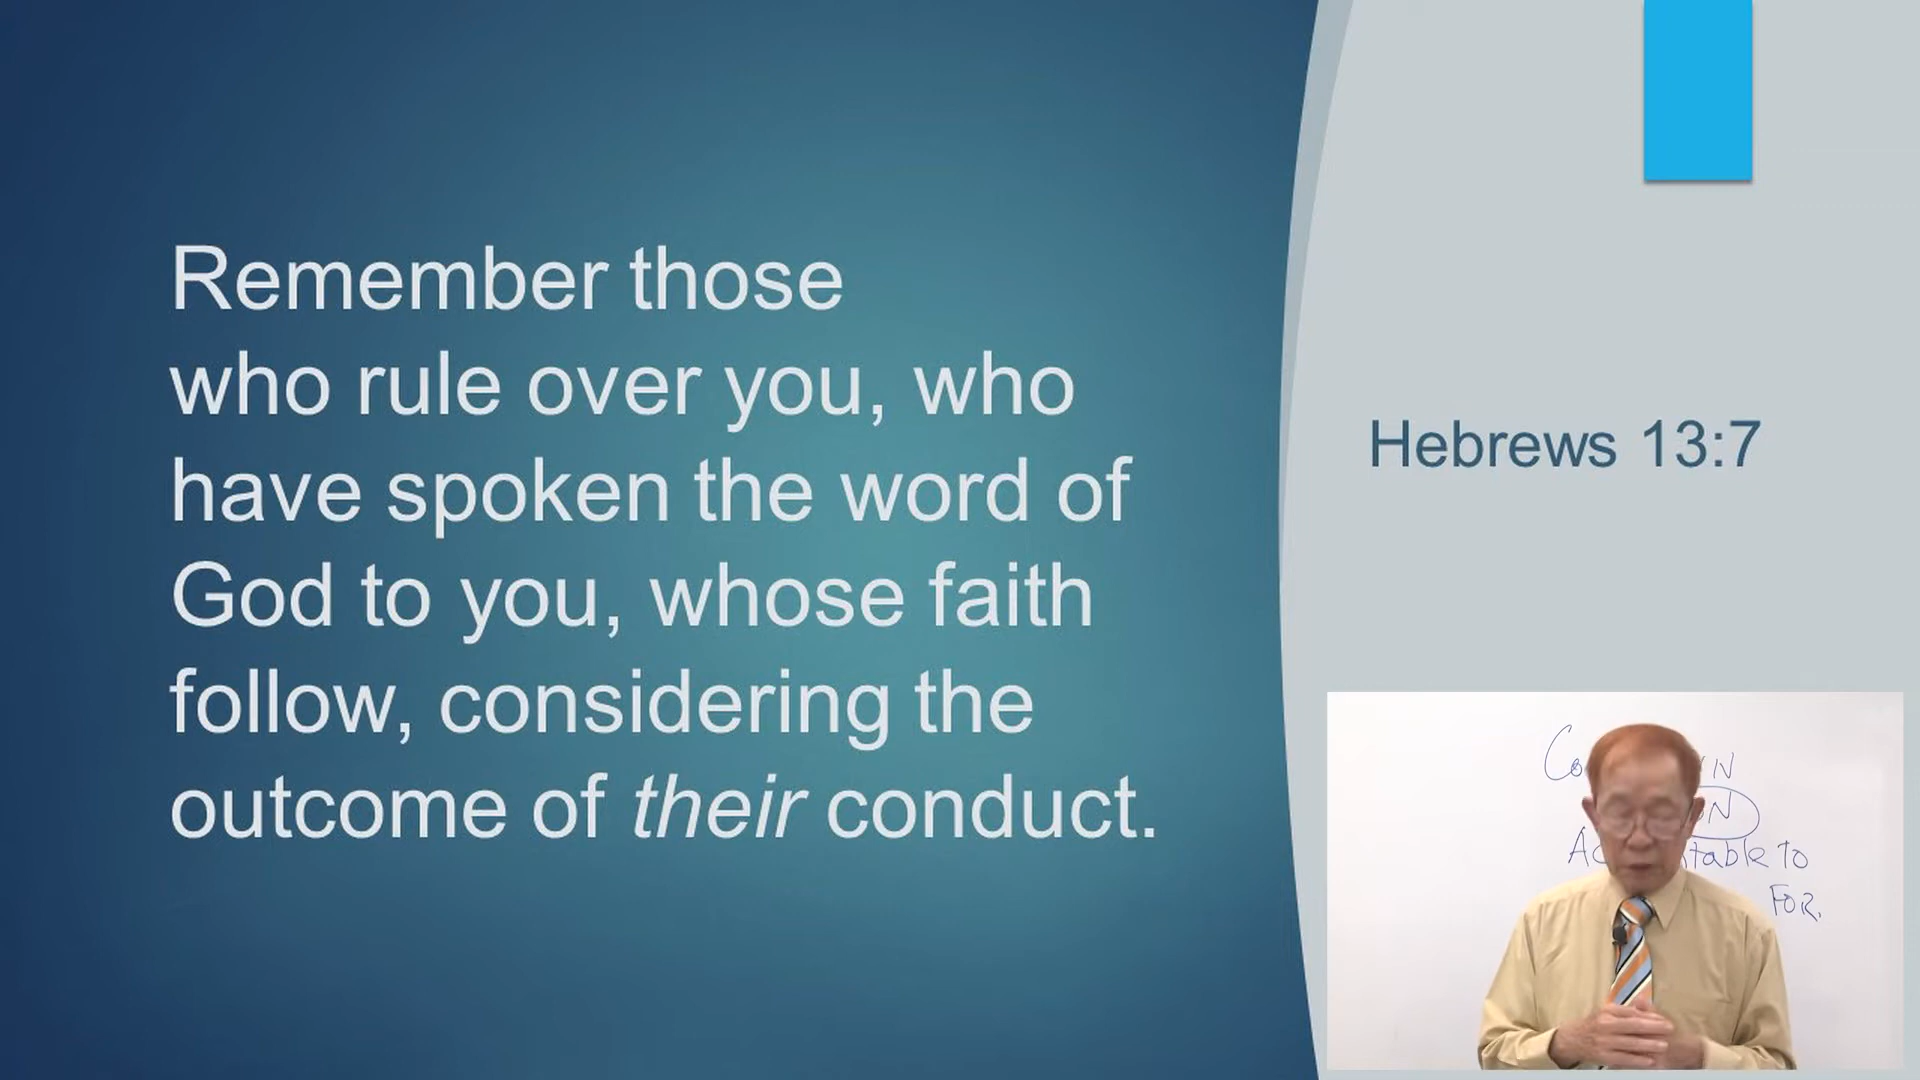 Remember those
who rule over you, who
have spoken the word of
God to you, whose faith
follow, considering the
outcome of their conduct.
Hebrews 13:7
to
FOR.